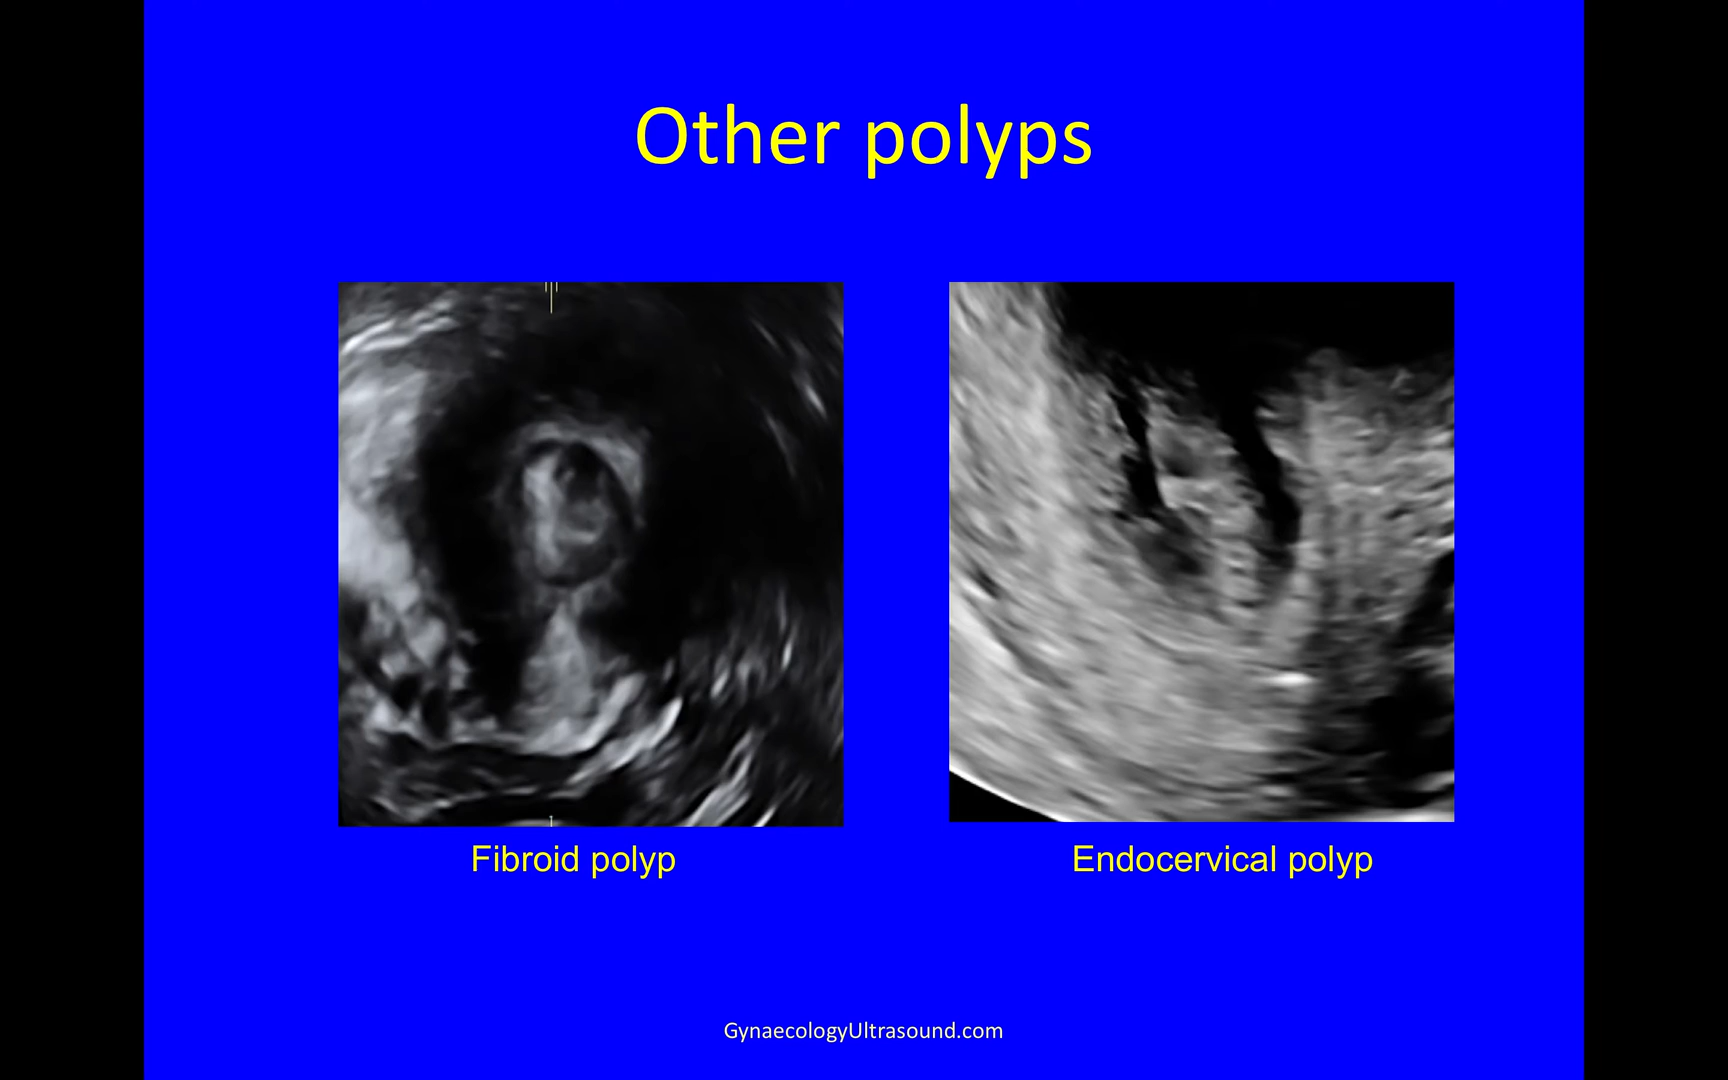 Other polyps
Fibroid polyp
Endocervical polyp
GynaecologyUltrasound.com